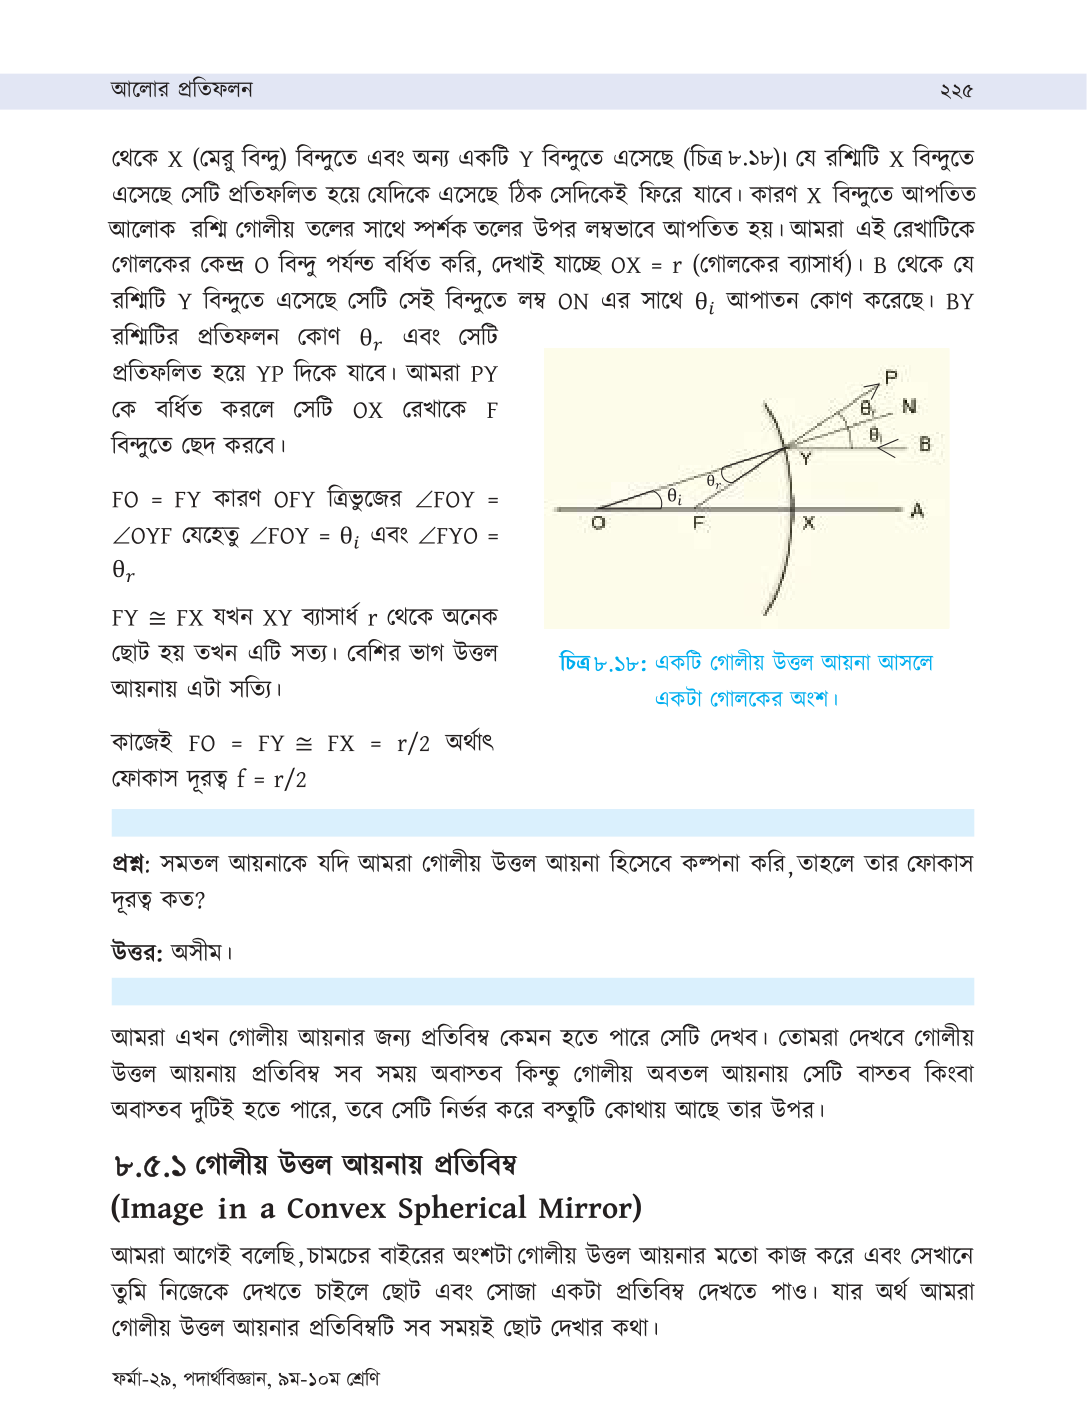 আলোর প্রতিফলন ২২৫
থেকে X (মেরু বিন্দু) বিন্দুতে এবং অন্য একটি Y বিন্দুতে এসেছে (চিত্র ৮.১৮)। যে রশ্মিটি X বিন্দুতে
এসেছে সেটি প্রতিফলিত হয়ে যেদিকে এসেছে ঠিক সেদিকেই ফিরে যাবে। কারণ X বিন্দুতে আপতিত
আলোক রশ্মি গোলীয় তলের সাথে স্পর্শক তলের উপর লম্বভাবে আপতিত হয়। আমরা এই রেখাটিকে
গোলকের কেন্দ্র O বিন্দু পর্যন্ত বর্ধিত করি, দেখাই যাচ্ছে OX = r (গোলকের ব্যাসার্ধ)। B থেকে যে
রশ্মিটি Y বিন্দুতে এসেছে সেটি সেই বিন্দুতে লম্ব ON এর সাথে θᵢ আপাতন কোণ করেছে। BY
রশ্মিটির প্রতিফলন কোণ θᵣ এবং সেটি
প্রতিফলিত হয়ে YP দিকে যাবে। আমরা PY
কে বর্ধিত করলে সেটি OX রেখাকে F
বিন্দুতে ছেদ করবে।
FO = FY কারণ OFY ত্রিভুজের ∠FOY =
∠OYF যেহেতু ∠FOY = θᵢ এবং ∠FYO =
θᵣ
FY ≅ FX যখন XY ব্যাসার্ধ r থেকে অনেক
ছোট হয় তখন এটি সত্য। বেশির ভাগ উত্তল
আয়নায় এটা সত্যি।
কাজেই FO = FY ≅ FX = r/2 অর্থাৎ
ফোকাস দূরত্ব f = r/2
P
θᵣ N
θᵢ B
Y
θᵣ
θᵢ
O F X A
চিত্র ৮.১৮: একটি গোলীয় উত্তল আয়না আসলে
একটা গোলকের অংশ।
প্রশ্ন: সমতল আয়নাকে যদি আমরা গোলীয় উত্তল আয়না হিসেবে কল্পনা করি, তাহলে তার ফোকাস
দূরত্ব কত?
উত্তর: অসীম।
আমরা এখন গোলীয় আয়নার জন্য প্রতিবিম্ব কেমন হতে পারে সেটি দেখব। তোমরা দেখবে গোলীয়
উত্তল আয়নায় প্রতিবিম্ব সব সময় অবাস্তব কিন্তু গোলীয় অবতল আয়নায় সেটি বাস্তব কিংবা
অবাস্তব দুটিই হতে পারে, তবে সেটি নির্ভর করে বস্তুটি কোথায় আছে তার উপর।
৮.৫.১ গোলীয় উত্তল আয়নায় প্রতিবিম্ব
(Image in a Convex Spherical Mirror)
আমরা আগেই বলেছি, চামচের বাইরের অংশটা গোলীয় উত্তল আয়নার মতো কাজ করে এবং সেখানে
তুমি নিজেকে দেখতে চাইলে ছোট এবং সোজা একটা প্রতিবিম্ব দেখতে পাও। যার অর্থ আমরা
গোলীয় উত্তল আয়নার প্রতিবিম্বটি সব সময়ই ছোট দেখার কথা।
ফর্মা-২৯, পদার্থবিজ্ঞান, ৯ম-১০ম শ্রেণি